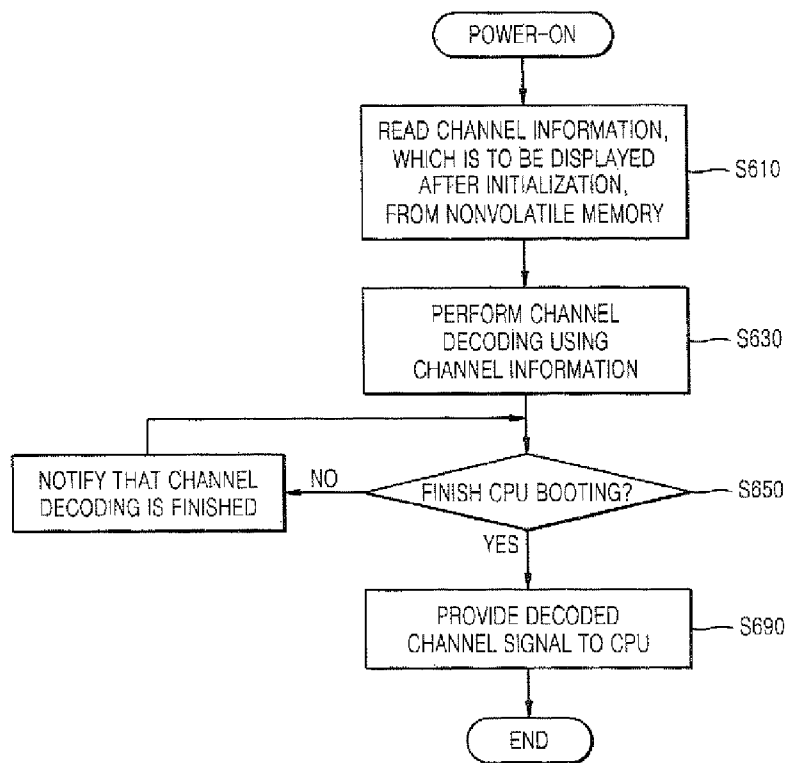 POWER-ON
READ CHANNEL INFORMATION,
WHICH IS TO BE DISPLAYED
AFTER INITIALIZATION,
FROM NONVOLATILE MEMORY
S610
PERFORM CHANNEL
DECODING USING
CHANNEL INFORMATION
S630
NOTIFY THAT CHANNEL
DECODING IS FINISHED
NO
FINISH CPU BOOTING?
S650
YES
PROVIDE DECODED
CHANNEL SIGNAL TO CPU
S690
END